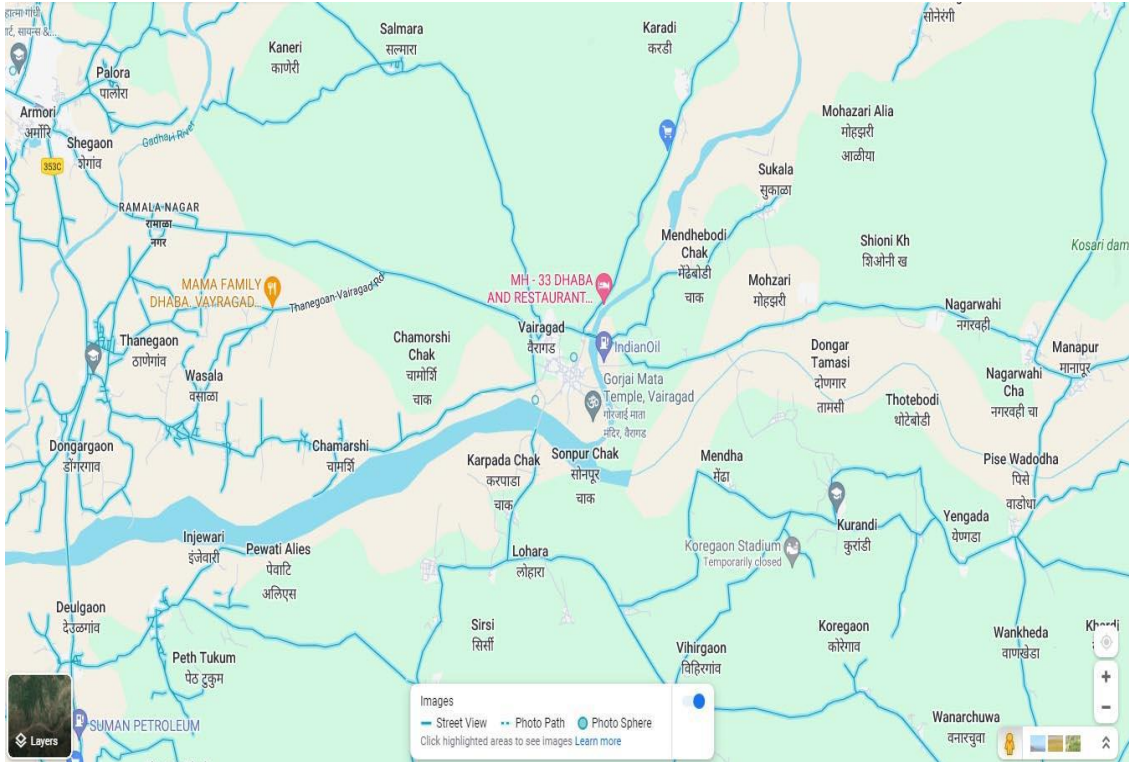 हात्मा गांधी
र्ट, सायन्स &...
Palora
पालोरा
Armori
अर्मोरि
Shegaon
शेगांव
353C
Gadhavi River
Kaneri
काणेरी
Salmara
सल्मारा
Karadi
करडी
सोनेरंगी
Mohazari Alia
मोहझरी
आळीया
Sukala
सुकाळा
RAMALA NAGAR
रामाळा
नगर
Mendhebodi
Chak
मेंढेबोडी
चाक
Shioni Kh
शिओनी ख
Kosari dam
MAMA FAMILY
DHABA ,VAYRAGAD...
Thanegoan-Vairagad Rd
MH - 33 DHABA
AND RESTAURANT...
Mohzari
मोहझरी
Nagarwahi
नगरवही
Thanegaon
ठाणेगांव
Chamorshi
Chak
चामोर्शि
चाक
Vairagad
वैरागड
IndianOil
Dongar
Tamasi
दोणगार
तामसी
Manapur
मानापूर
Wasala
वसाळा
Gorjai Mata
Temple, Vairagad
गोरजाई माता
मंदिर, वैरागड
Nagarwahi
Cha
नगरवही चा
Thotebodi
थोटेबोडी
Dongargaon
डोंगरगाव
Chamarshi
चामर्शि
Karpada Chak
करपाडा
चाक
Sonpur Chak
सोनपूर
चाक
Mendha
मेंढा
Pise Wadodha
पिसे
वाडोधा
Injewari
इंजेवारी
Pewati Alies
पेवाटि
अलिएस
Lohara
लोहारा
Koregaon Stadium
Temporarily closed
Kurandi
कुरांडी
Yengada
येण्गडा
Deulgaon
देउळगांव
Sirsi
सिर्सी
Koregaon
कोरेगाव
Wankheda
वाणखेडा
Khardi
Peth Tukum
पेठ टुकुम
Vihirgaon
विहिरगांव
Wanarchuwa
वनारचुवा
SUMAN PETROLEUM
Layers
Images
Street View Photo Path Photo Sphere
Click highlighted areas to see images Learn more